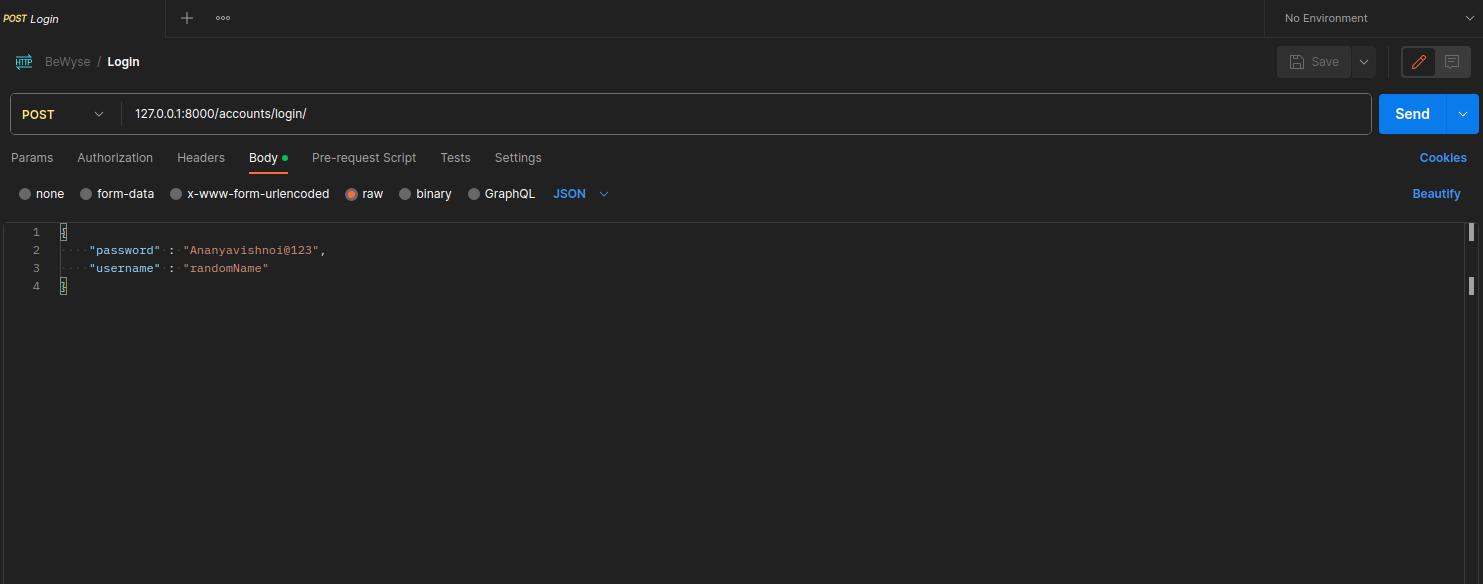 POST Login
No Environment
HTTP BeWyse / Login
Save
POST 127.0.0.1:8000/accounts/login/
Send
Params Authorization Headers Body Pre-request Script Tests Settings Cookies
none form-data x-www-form-urlencoded raw binary GraphQL JSON Beautify
1 {
2 "password" : "Ananyavishnoi@123",
3 "username" : "randomName"
4 }